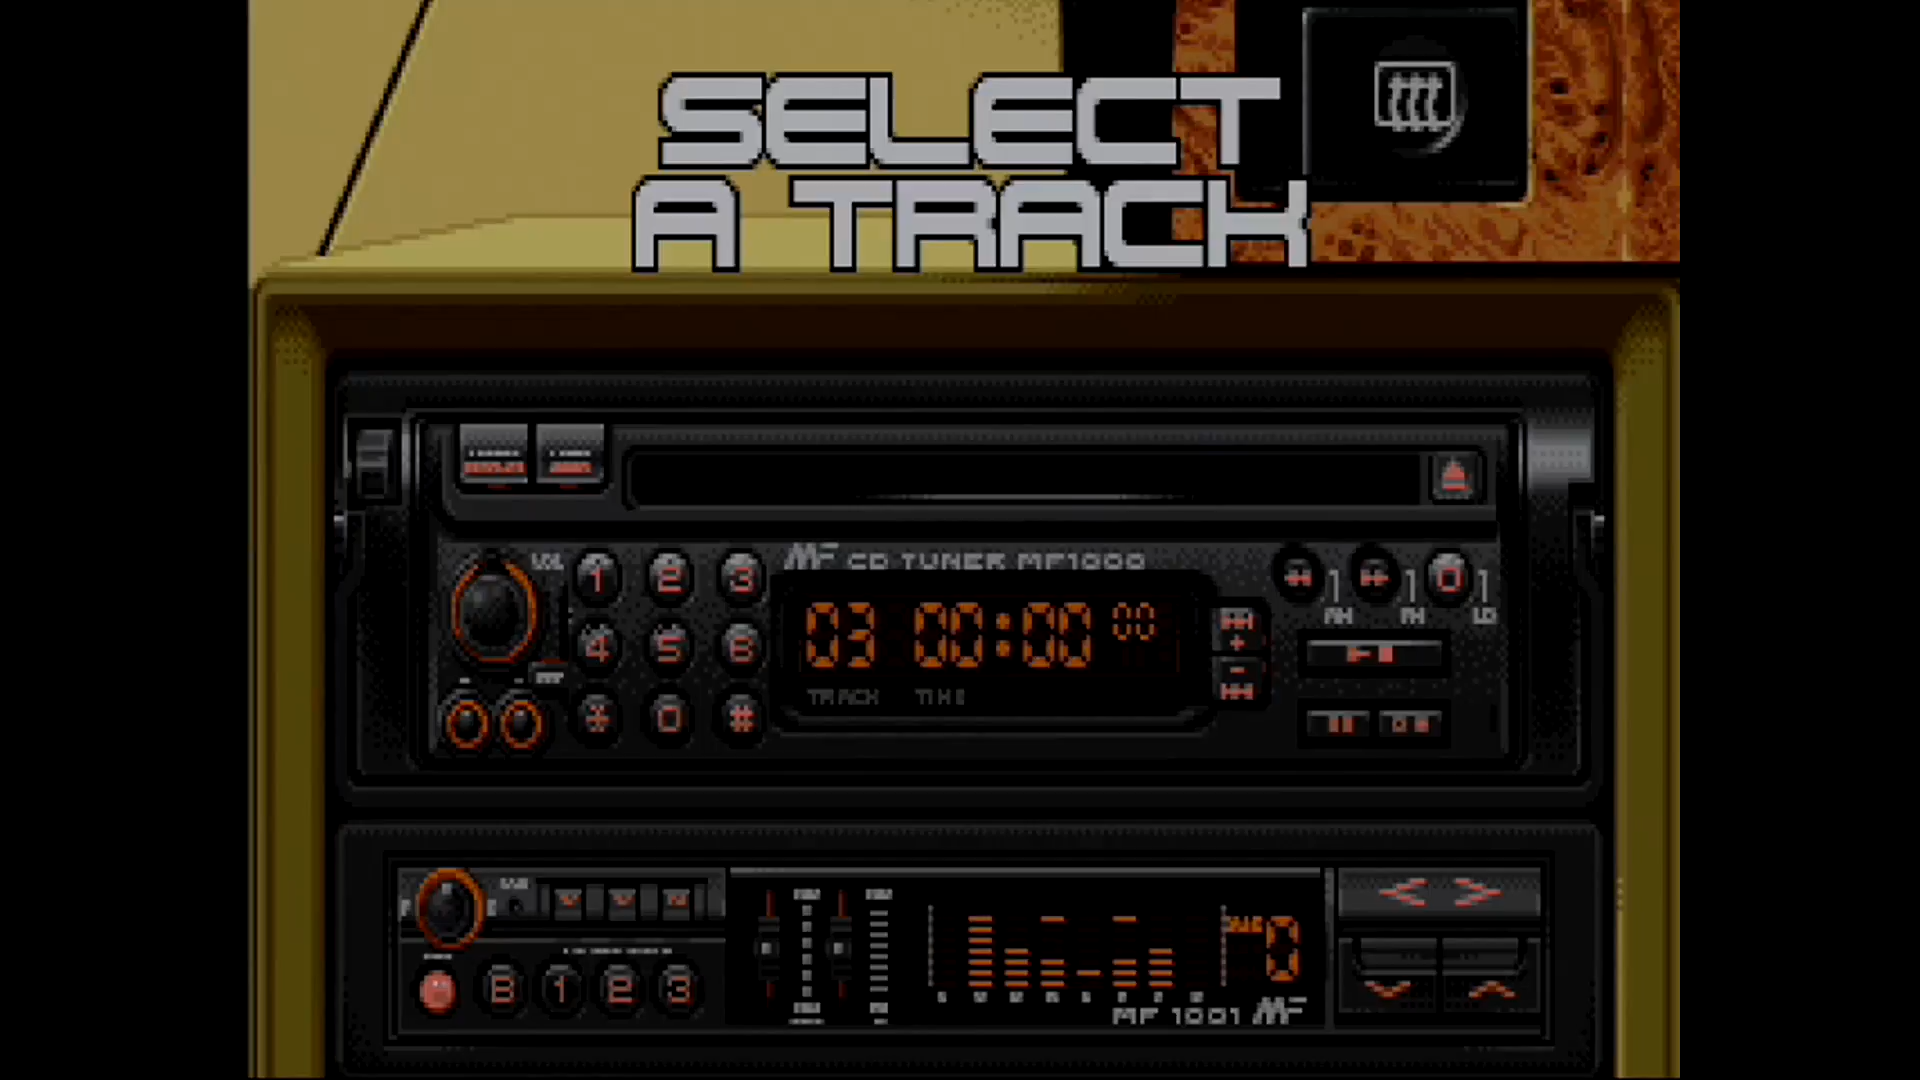 SELECT
A TRACK
VOL
1 2 3
MF CD TUNER MF1000
03 00:00 00
4 5 6
TRACK TIME
* 0 #
B 1 2 3
0
MF 1001 MF